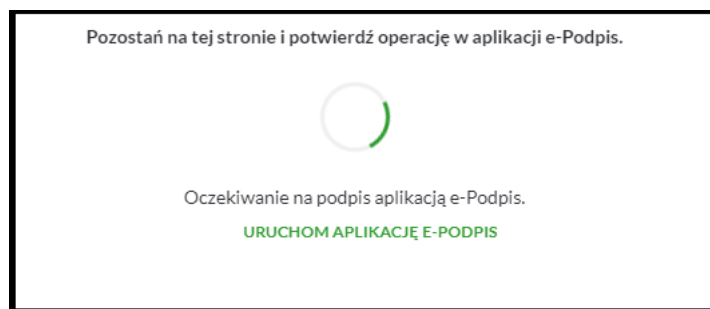 Pozostań na tej stronie i potwierdź operację w aplikacji e-Podpis.
Oczekiwanie na podpis aplikacją e-Podpis.
URUCHOM APLIKACJĘ E-PODPIS